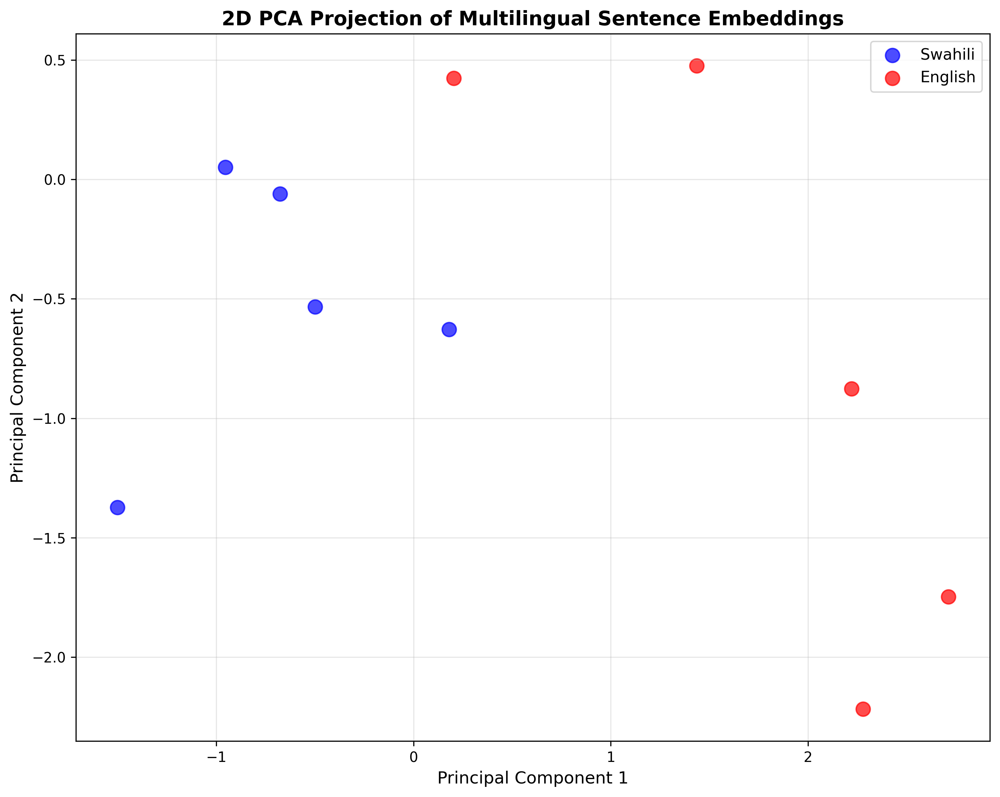 2D PCA Projection of Multilingual Sentence Embeddings
Swahili
English
0.5
0.0
−0.5
−1.0
−1.5
−2.0
Principal Component 2
−1 0 1 2
Principal Component 1